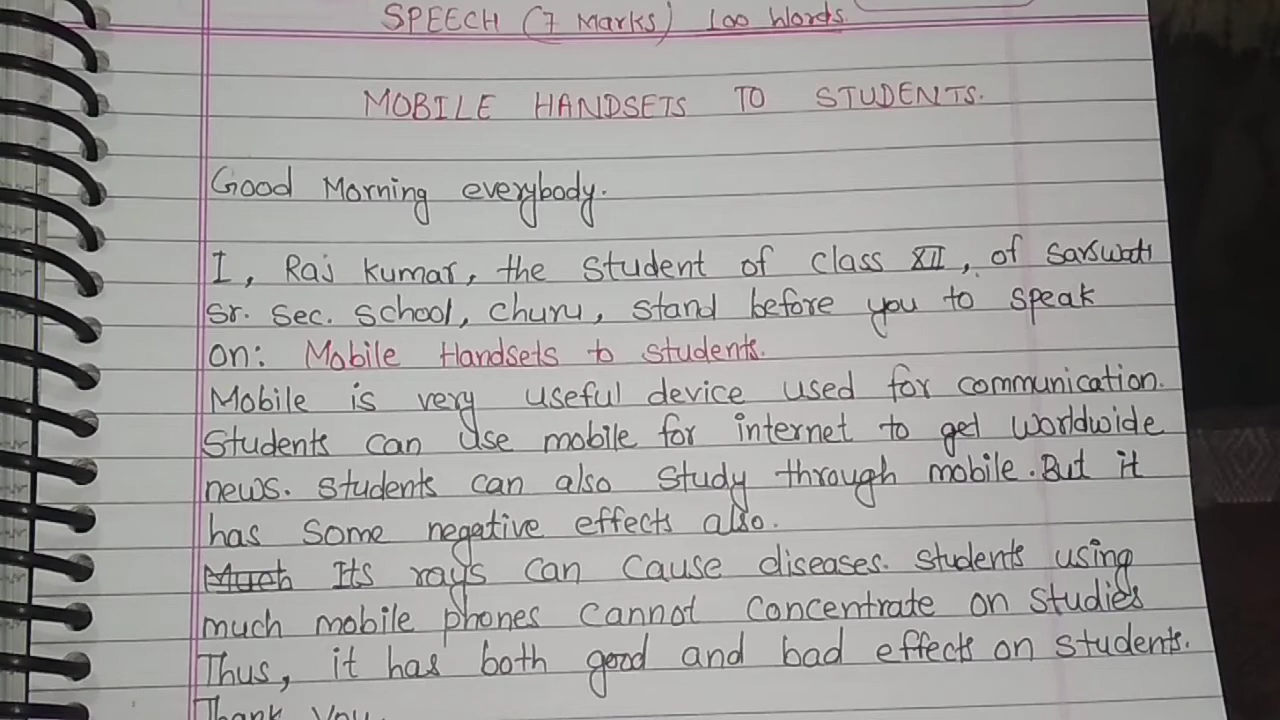 SPEECH (7 Marks) 100 Words
MOBILE HANDSETS TO STUDENTS.
Good Morning everybody.
I, Raj Kumar, the student of class XII, of Sarswati
Sr. Sec. School, Churu, stand before you to speak
on: Mobile Handsets to students.
Mobile is very useful device used for communication.
Students can use mobile for internet to get worldwide
news. Students can also study through mobile. But it
has some negative effects also.
Much Its rays can cause diseases. Students using
much mobile phones cannot concentrate on studies
Thus, it has both good and bad effects on students.
Thank You.